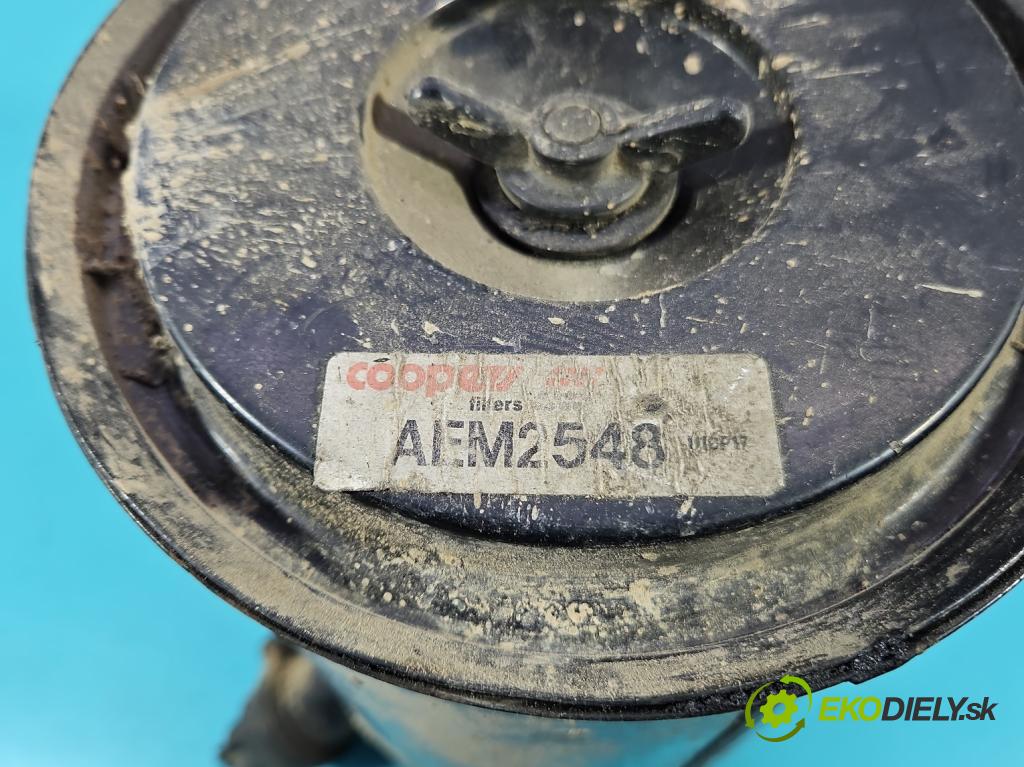 coopers
filters
AEM2548
EKODIELY.sk